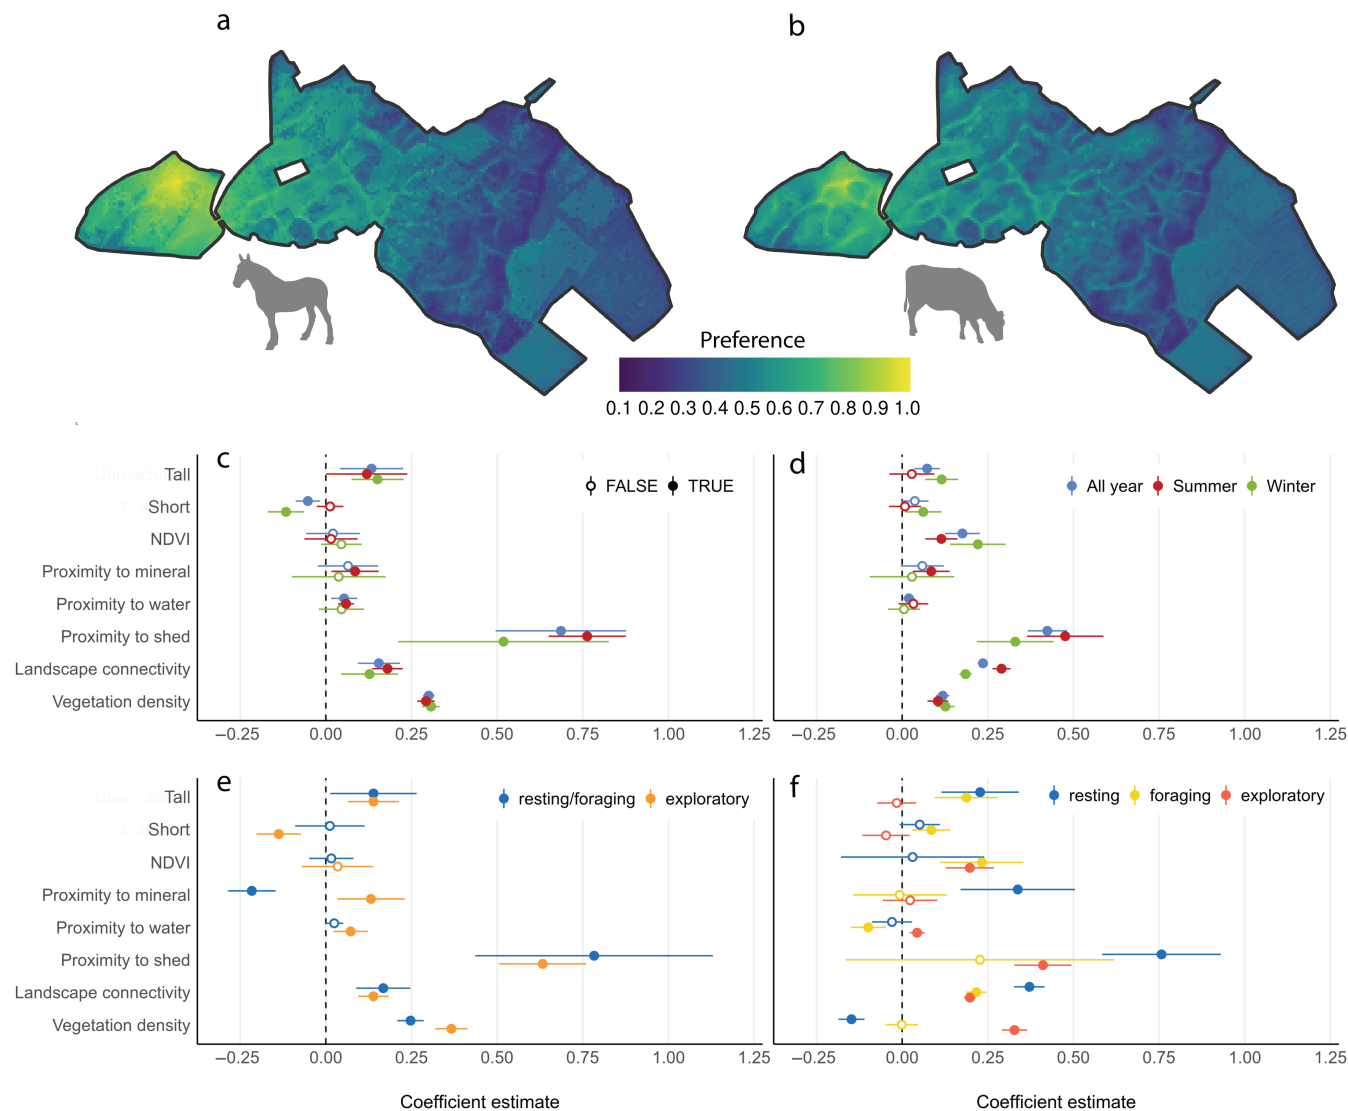 a
b
Preference
0.1 0.2 0.3 0.4 0.5 0.6 0.7 0.8 0.9 1.0
c
Tall
Short
NDVI
Proximity to mineral
Proximity to water
Proximity to shed
Landscape connectivity
Vegetation density
FALSE TRUE
−0.25 0.00 0.25 0.50 0.75 1.00 1.25
d
All year Summer Winter
−0.25 0.00 0.25 0.50 0.75 1.00 1.25
e
Tall
Short
NDVI
Proximity to mineral
Proximity to water
Proximity to shed
Landscape connectivity
Vegetation density
resting/foraging exploratory
−0.25 0.00 0.25 0.50 0.75 1.00 1.25
Coefficient estimate
f
resting foraging exploratory
−0.25 0.00 0.25 0.50 0.75 1.00 1.25
Coefficient estimate